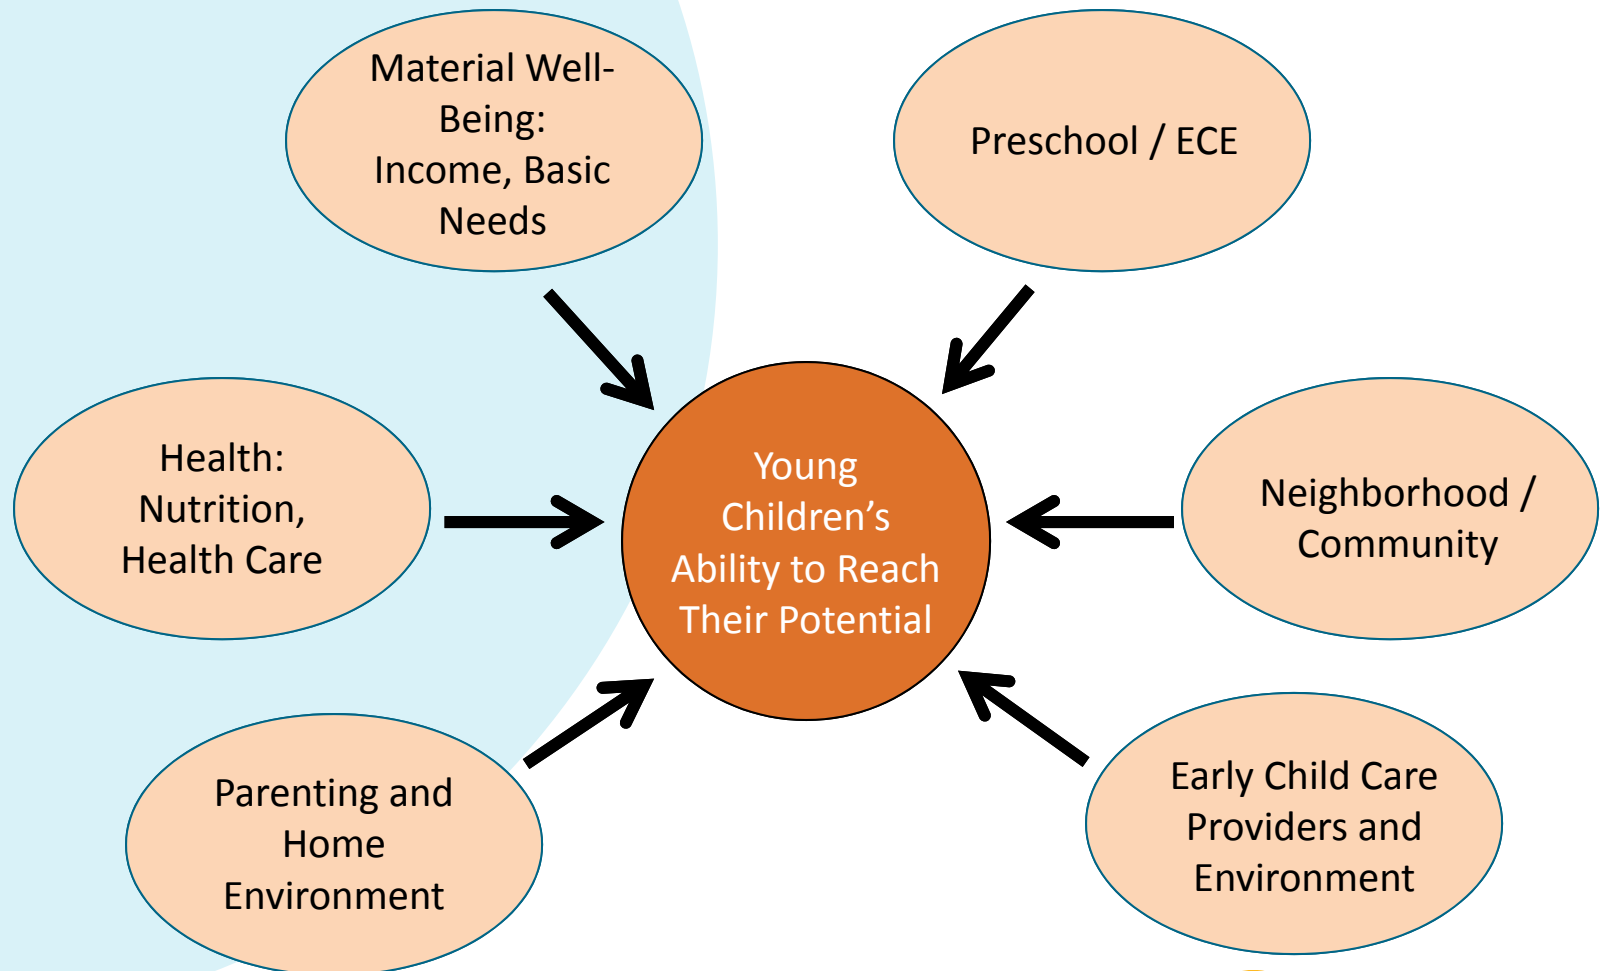 Material Well-
Being:
Income, Basic
Needs
Preschool / ECE
Health:
Nutrition,
Health Care
Young
Children’s
Ability to Reach
Their Potential
Neighborhood /
Community
Parenting and
Home
Environment
Early Child Care
Providers and
Environment